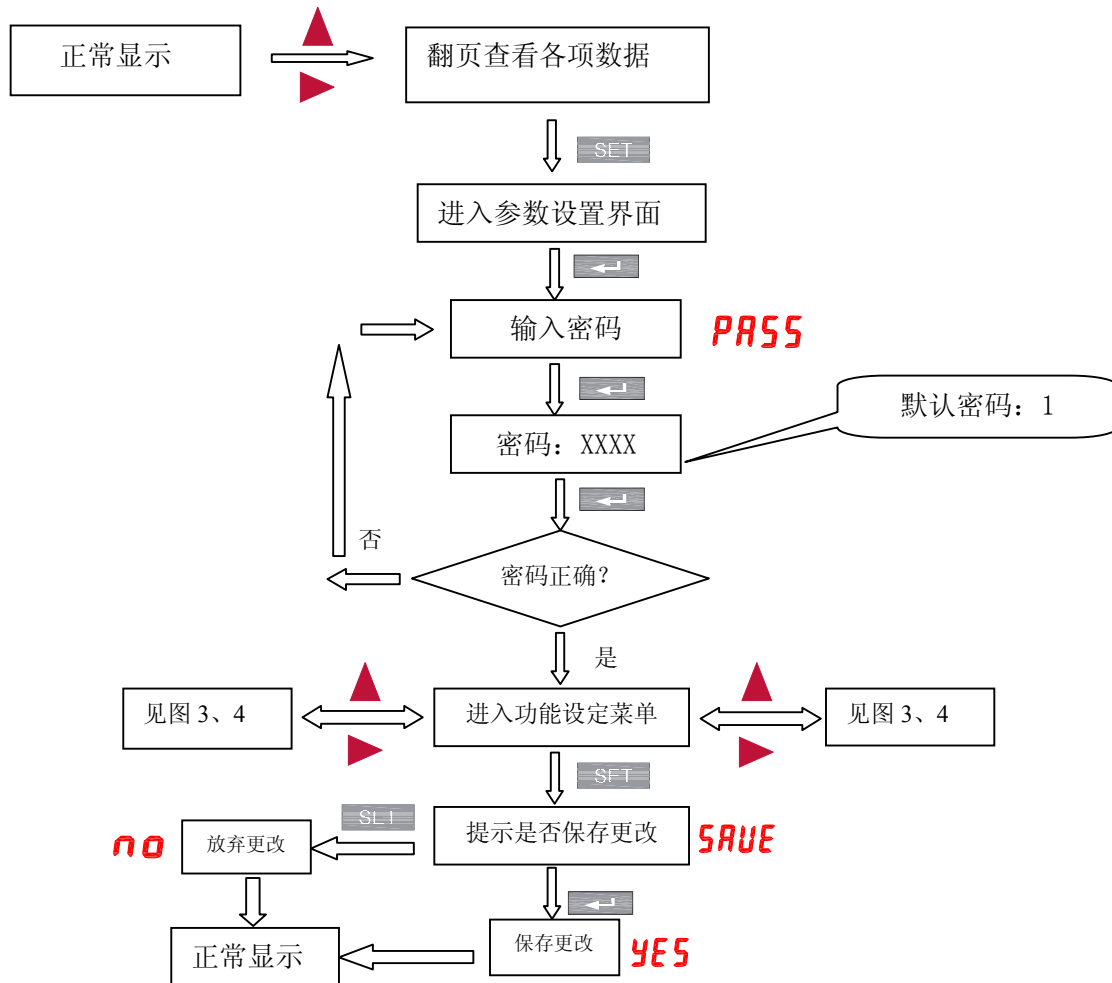 正常显示
翻页查看各项数据
SET
进入参数设置界面
输入密码
PASS
默认密码：1
密码：XXXX
否
密码正确？
是
见图 3、4
进入功能设定菜单
见图 3、4
SET
SET
提示是否保存更改
SAVE
no
放弃更改
保存更改
YES
正常显示